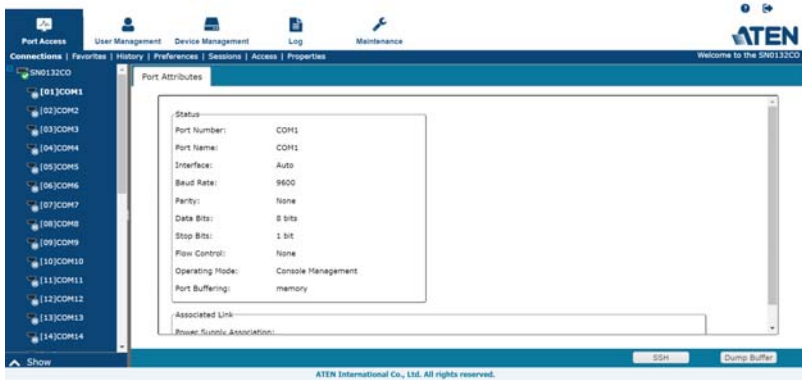 ATEN
Port Access
User Management
Device Management
Log
Maintenance
Connections | Favorites | History | Preferences | Sessions | Access | Properties
Welcome to the SN0132CO
SN0132CO
[01]COM1
[02]COM2
[03]COM3
[04]COM4
[05]COM5
[06]COM6
[07]COM7
[08]COM8
[09]COM9
[10]COM10
[11]COM11
[12]COM12
[13]COM13
[14]COM14
Show
Port Attributes
Status
Port Number: COM1
Port Name: COM1
Interface: Auto
Baud Rate: 9600
Parity: None
Data Bits: 8 bits
Stop Bits: 1 bit
Flow Control: None
Operating Mode: Console Management
Port Buffering: memory
Associated Link
Power Supply Association:
SSH
Dump Buffer
ATEN International Co., Ltd. All rights reserved.